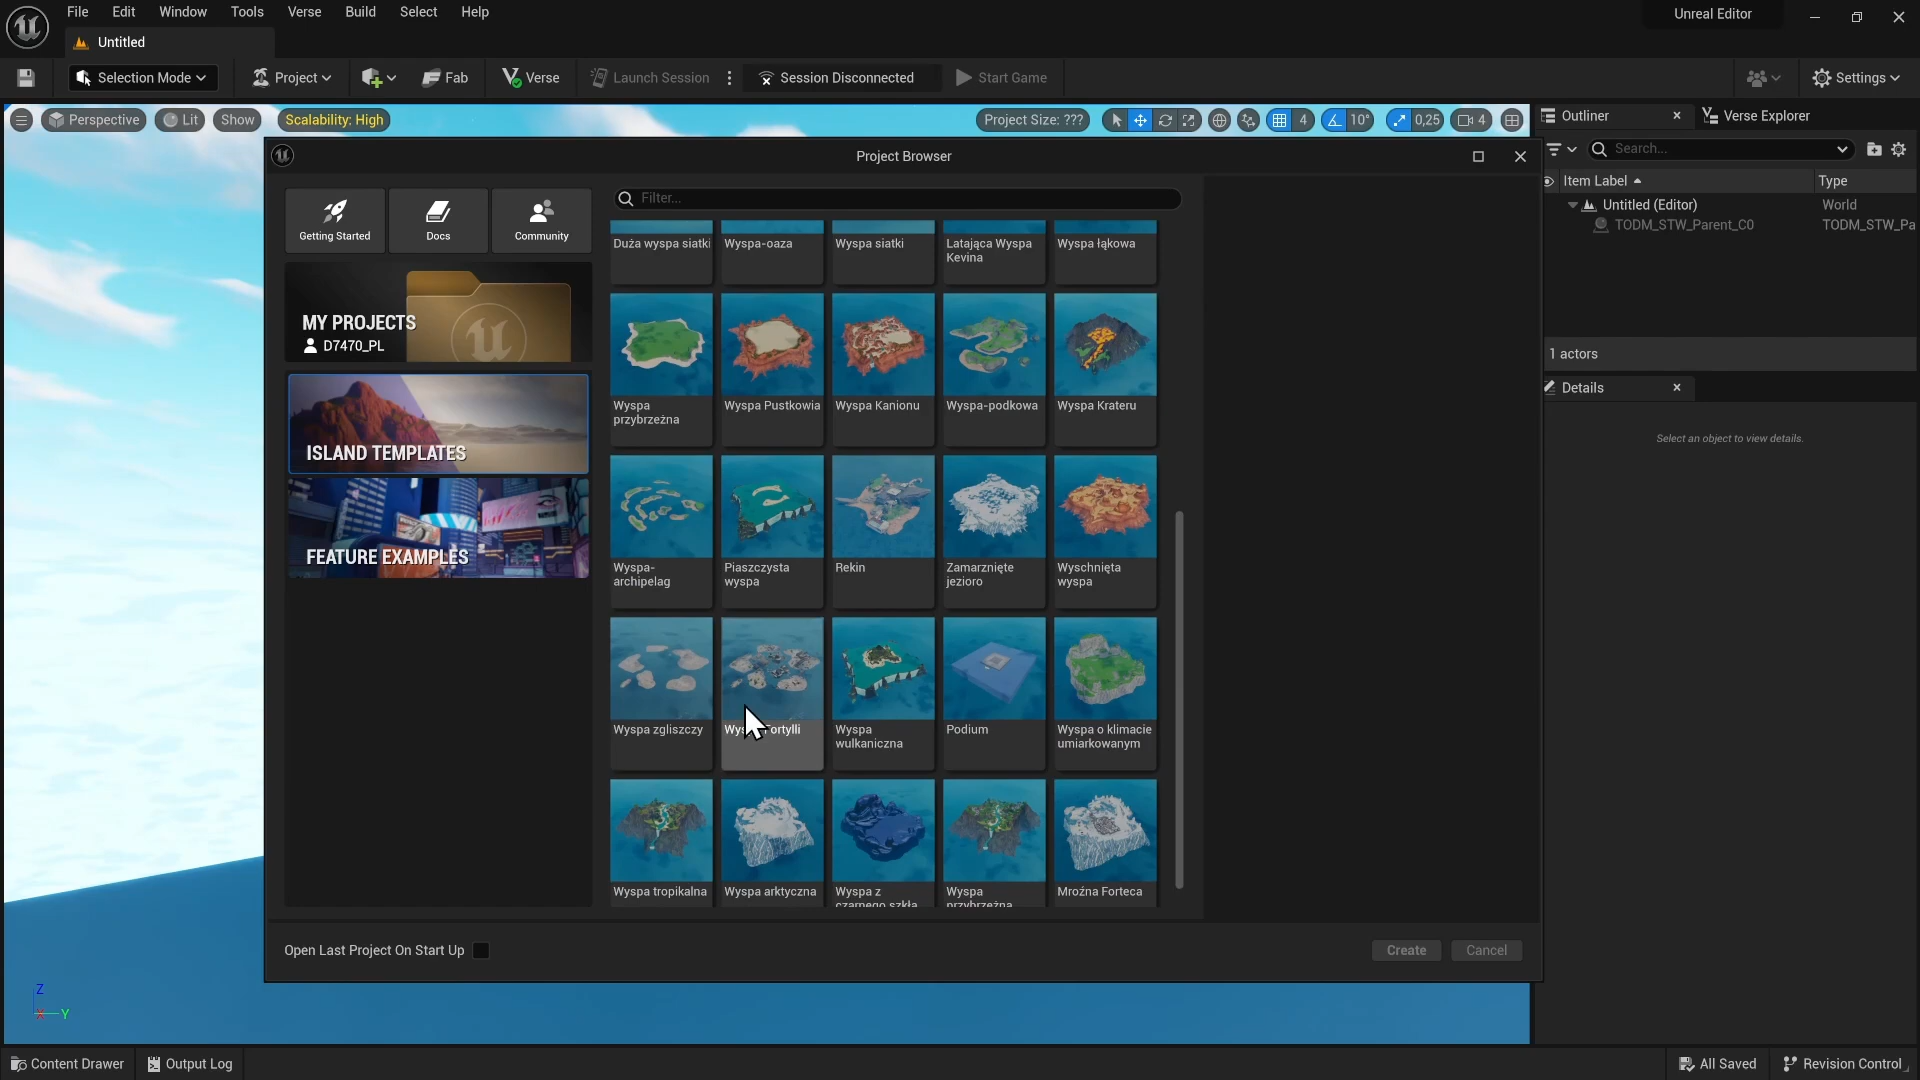 File Edit Window Tools Verse Build Select Help
Unreal Editor
Untitled
Selection Mode
Project
Fab
Verse
Launch Session
Session Disconnected
Start Game
Settings
Perspective
Lit
Show
Scalability: High
Project Size: ???
4
10°
0,25
4
Outliner
Verse Explorer
Search...
Item Label
Type
Untitled (Editor)
World
TODM_STW_Parent_C0
TODM_STW_Pa
1 actors
Details
Select an object to view details.
Project Browser
Getting Started
Docs
Community
Filter...
MY PROJECTS
D7470_PL
ISLAND TEMPLATES
FEATURE EXAMPLES
Duża wyspa siatki
Wyspa-oaza
Wyspa siatki
Latająca Wyspa
Kevina
Wyspa łąkowa
Wyspa
przybrzeżna
Wyspa Pustkowia
Wyspa Kanionu
Wyspa-podkowa
Wyspa Krateru
Wyspa-
archipelag
Piaszczysta
wyspa
Rekin
Zamarznięte
jezioro
Wyschnięta
wyspa
Wyspa zgliszczy
Wys ortylli
Wyspa
wulkaniczna
Podium
Wyspa o klimacie
umiarkowanym
Wyspa tropikalna
Wyspa arktyczna
Wyspa z
czarnego szkła
Wyspa
przybrzeżna
Mroźna Forteca
Open Last Project On Start Up
Create
Cancel
Z
X
Y
Content Drawer
Output Log
All Saved
Revision Control